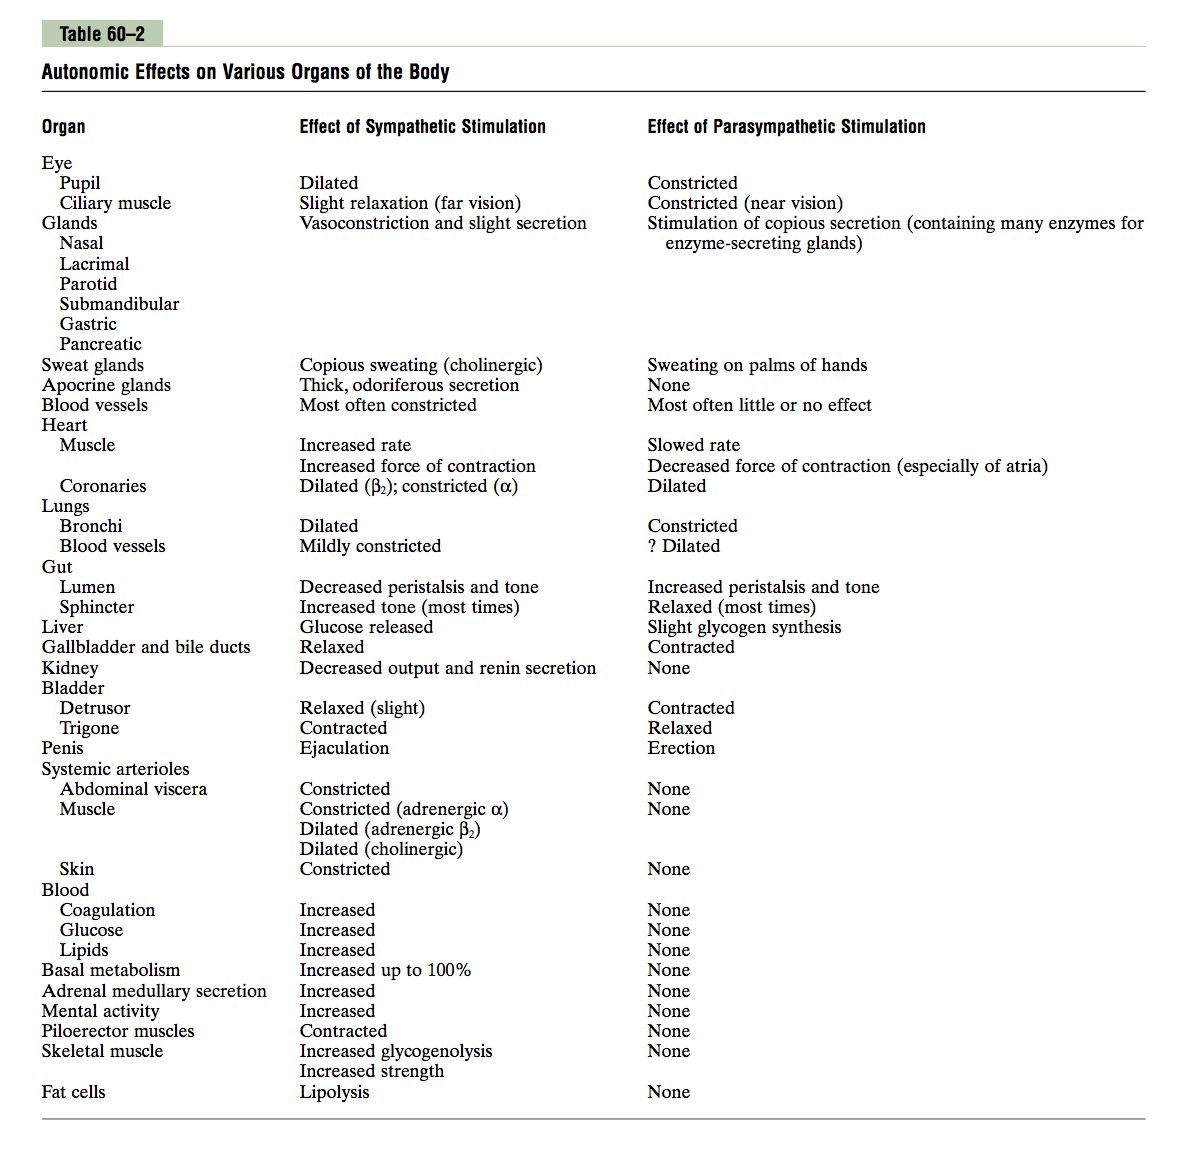 Table 60–2
Autonomic Effects on Various Organs of the Body
Organ Effect of Sympathetic Stimulation Effect of Parasympathetic Stimulation
Eye
Pupil Dilated Constricted
Ciliary muscle Slight relaxation (far vision) Constricted (near vision)
Glands Vasoconstriction and slight secretion Stimulation of copious secretion (containing many enzymes for
Nasal enzyme-secreting glands)
Lacrimal
Parotid
Submandibular
Gastric
Pancreatic
Sweat glands Copious sweating (cholinergic) Sweating on palms of hands
Apocrine glands Thick, odoriferous secretion None
Blood vessels Most often constricted Most often little or no effect
Heart
Muscle Increased rate Slowed rate
Increased force of contraction Decreased force of contraction (especially of atria)
Coronaries Dilated (β₂); constricted (α) Dilated
Lungs
Bronchi Dilated Constricted
Blood vessels Mildly constricted ? Dilated
Gut
Lumen Decreased peristalsis and tone Increased peristalsis and tone
Sphincter Increased tone (most times) Relaxed (most times)
Liver Glucose released Slight glycogen synthesis
Gallbladder and bile ducts Relaxed Contracted
Kidney Decreased output and renin secretion None
Bladder
Detrusor Relaxed (slight) Contracted
Trigone Contracted Relaxed
Penis Ejaculation Erection
Systemic arterioles
Abdominal viscera Constricted None
Muscle Constricted (adrenergic α) None
Dilated (adrenergic β₂)
Dilated (cholinergic)
Skin Constricted None
Blood
Coagulation Increased None
Glucose Increased None
Lipids Increased None
Basal metabolism Increased up to 100% None
Adrenal medullary secretion Increased None
Mental activity Increased None
Piloerector muscles Contracted None
Skeletal muscle Increased glycogenolysis None
Increased strength
Fat cells Lipolysis None